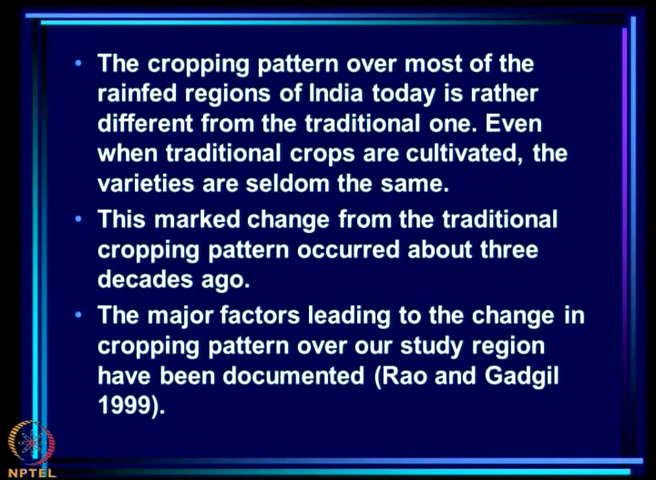 • The cropping pattern over most of the
rainfed regions of India today is rather
different from the traditional one. Even
when traditional crops are cultivated, the
varieties are seldom the same.
• This marked change from the traditional
cropping pattern occurred about three
decades ago.
• The major factors leading to the change in
cropping pattern over our study region
have been documented (Rao and Gadgil
1999).
NPTEL